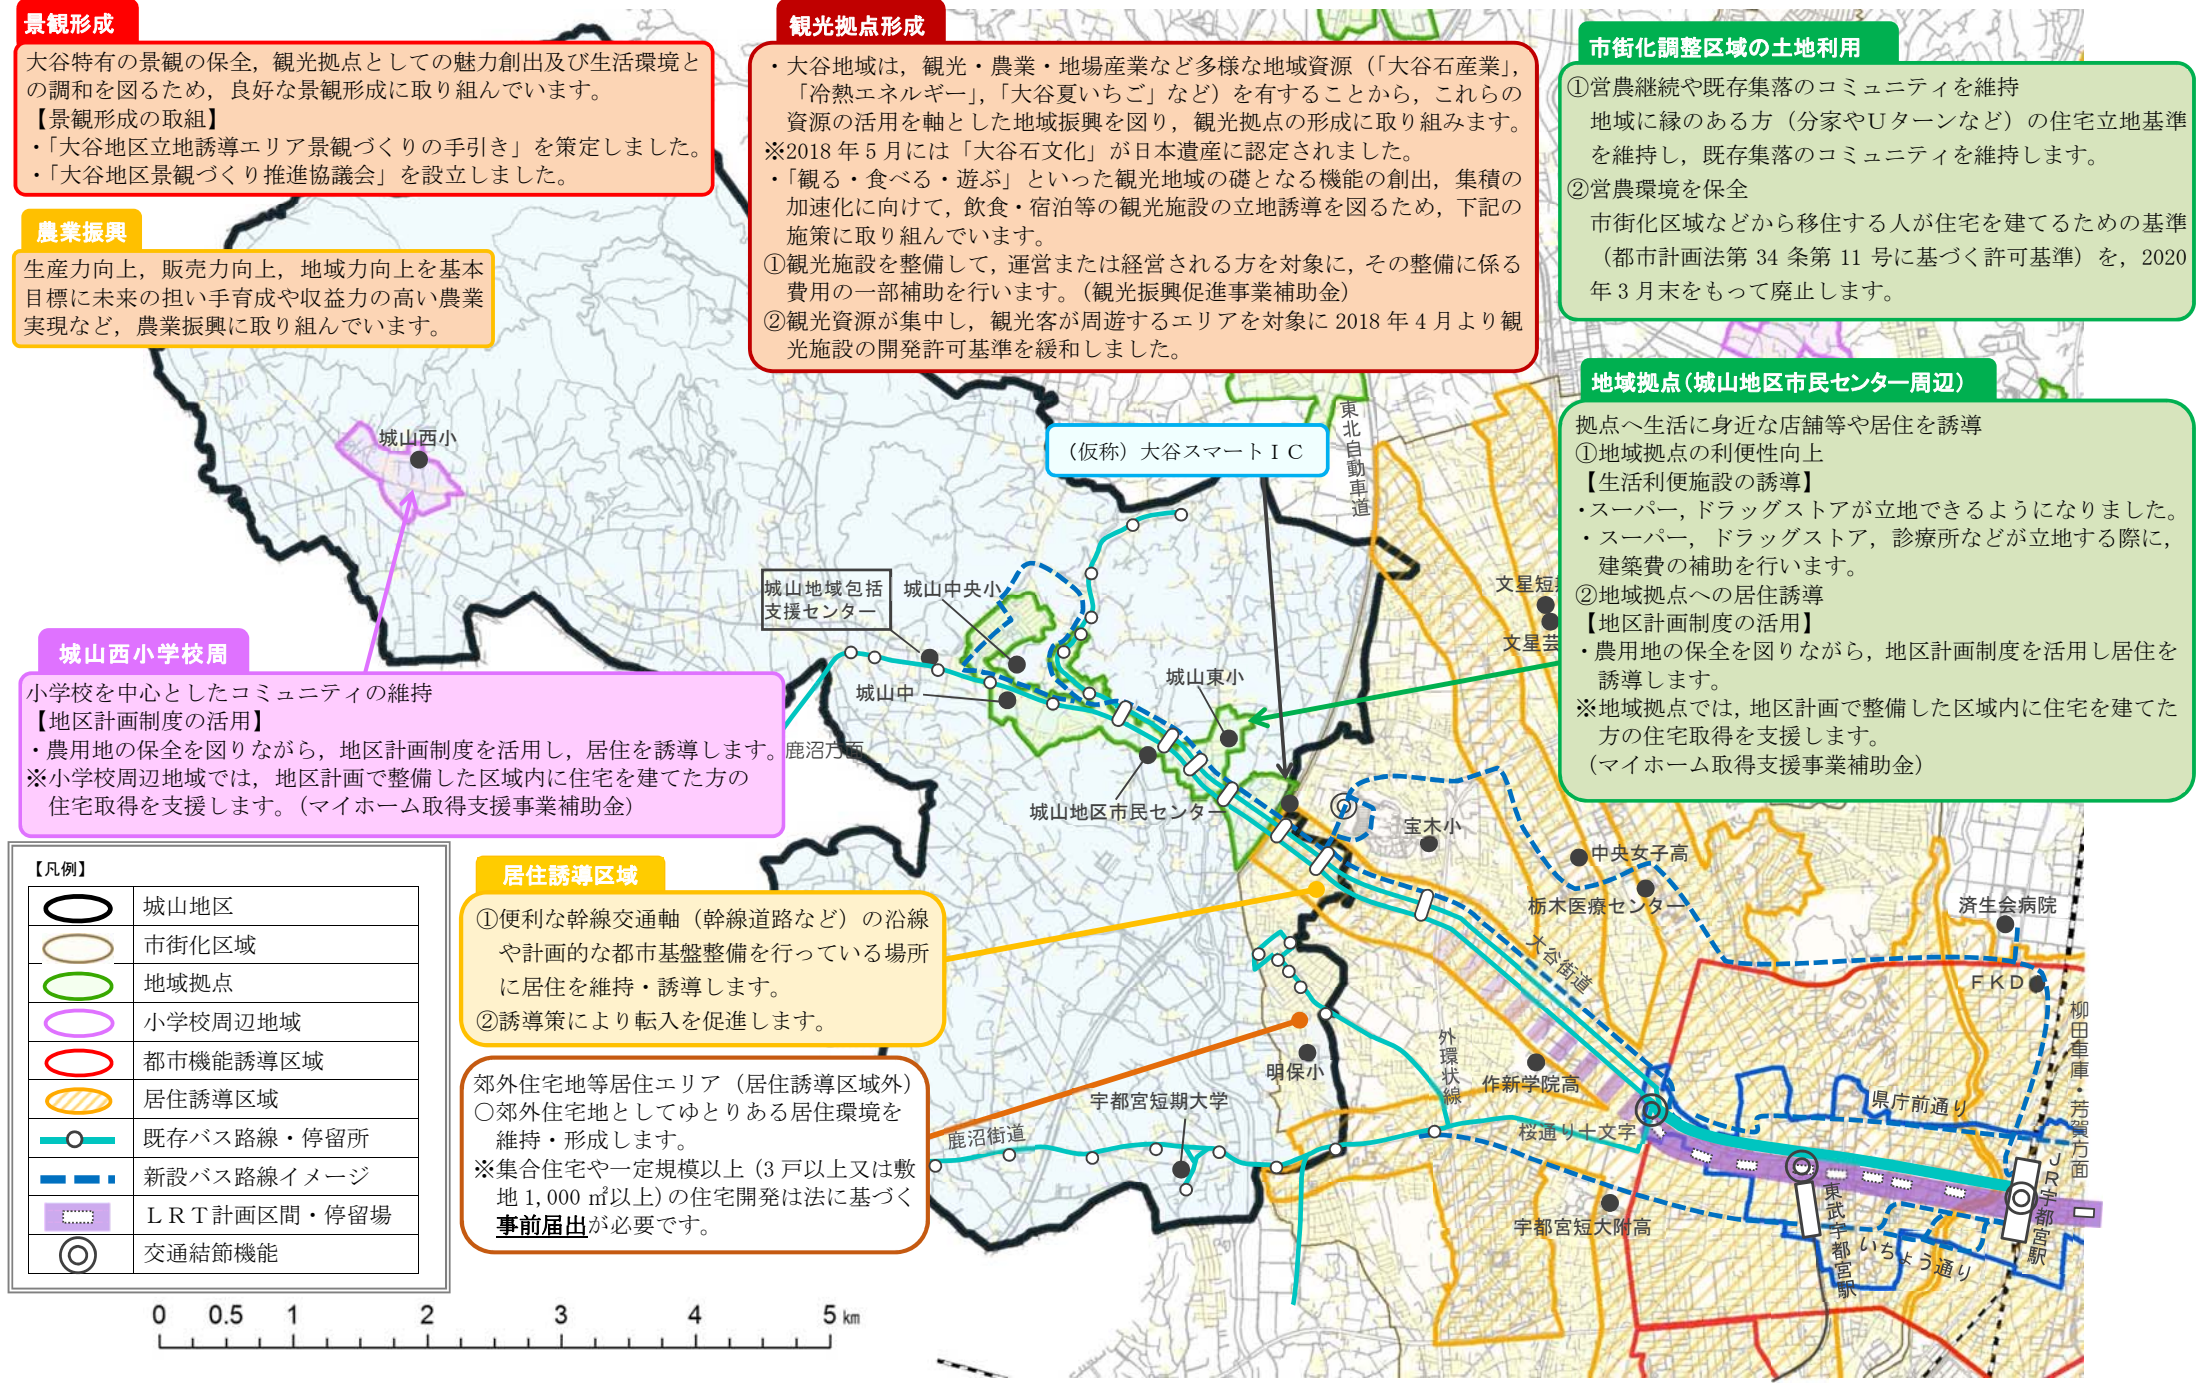 景観形成
大谷特有の景観の保全，観光拠点としての魅力創出及び生活環境と
の調和を図るため，良好な景観形成に取り組んでいます。
【景観形成の取組】
・「大谷地区立地誘導エリア景観づくりの手引き」を策定しました。
・「大谷地区景観づくり推進協議会」を設立しました。
農業振興
生産力向上，販売力向上，地域力向上を基本
目標に未来の担い手育成や収益力の高い農業
実現など，農業振興に取り組んでいます。
観光拠点形成
・大谷地域は，観光・農業・地場産業など多様な地域資源（「大谷石産業」，
「冷熱エネルギー」，「大谷夏いちご」など）を有することから，これらの
資源の活用を軸とした地域振興を図り，観光拠点の形成に取り組みます。
※2018年5月には「大谷石文化」が日本遺産に認定されました。
・「観る・食べる・遊ぶ」といった観光地域の礎となる機能の創出，集積の
加速化に向けて，飲食・宿泊等の観光施設の立地誘導を図るため，下記の
施策に取り組んでいます。
①観光施設を整備して，運営または経営される方を対象に，その整備に係る
費用の一部補助を行います。（観光振興促進事業補助金）
②観光資源が集中し，観光客が周遊するエリアを対象に2018年4月より観
光施設の開発許可基準を緩和しました。
市街化調整区域の土地利用
①営農継続や既存集落のコミュニティを維持
地域に縁のある方（分家やＵターンなど）の住宅立地基準
を維持し，既存集落のコミュニティを維持します。
②営農環境を保全
市街化区域などから移住する人が住宅を建てるための基準
（都市計画法第34条第11号に基づく許可基準）を，2020
年3月末をもって廃止します。
地域拠点（城山地区市民センター周辺）
拠点へ生活に身近な店舗等や居住を誘導
①地域拠点の利便性向上
【生活利便施設の誘導】
・スーパー，ドラッグストアが立地できるようになりました。
・スーパー，ドラッグストア，診療所などが立地する際に，
建築費の補助を行います。
②地域拠点への居住誘導
【地区計画制度の活用】
・農用地の保全を図りながら，地区計画制度を活用し居住を
誘導します。
※地域拠点では，地区計画で整備した区域内に住宅を建てた
方の住宅取得を支援します。
（マイホーム取得支援事業補助金）
（仮称）大谷スマートＩＣ
東北自動車道
城山西小
城山地域包括
支援センター
城山中央小
城山中
城山東小
城山地区市民センター
鹿沼方面
文星短
文星芸
宝木小
中央女子高
栃木医療センター
済生会病院
ＦＫＤ
大谷街道
外環状線
作新学院高
明保小
宇都宮短期大学
鹿沼街道
桜通り十文字
県庁前通り
宇都宮短大附高
東武宇都宮駅
いちょう通り
ＪＲ宇都宮駅
柳田車庫・芳賀方面
城山西小学校周
小学校を中心としたコミュニティの維持
【地区計画制度の活用】
・農用地の保全を図りながら，地区計画制度を活用し，居住を誘導します。
※小学校周辺地域では，地区計画で整備した区域内に住宅を建てた方の
住宅取得を支援します。（マイホーム取得支援事業補助金）
居住誘導区域
①便利な幹線交通軸（幹線道路など）の沿線
や計画的な都市基盤整備を行っている場所
に居住を維持・誘導します。
②誘導策により転入を促進します。
郊外住宅地等居住エリア（居住誘導区域外）
〇郊外住宅地としてゆとりある居住環境を
維持・形成します。
※集合住宅や一定規模以上（3戸以上又は敷
地1,000㎡以上）の住宅開発は法に基づく
事前届出が必要です。
【凡例】
城山地区
市街化区域
地域拠点
小学校周辺地域
都市機能誘導区域
居住誘導区域
既存バス路線・停留所
新設バス路線イメージ
ＬＲＴ計画区間・停留場
交通結節機能
0 0.5 1 2 3 4 5 km